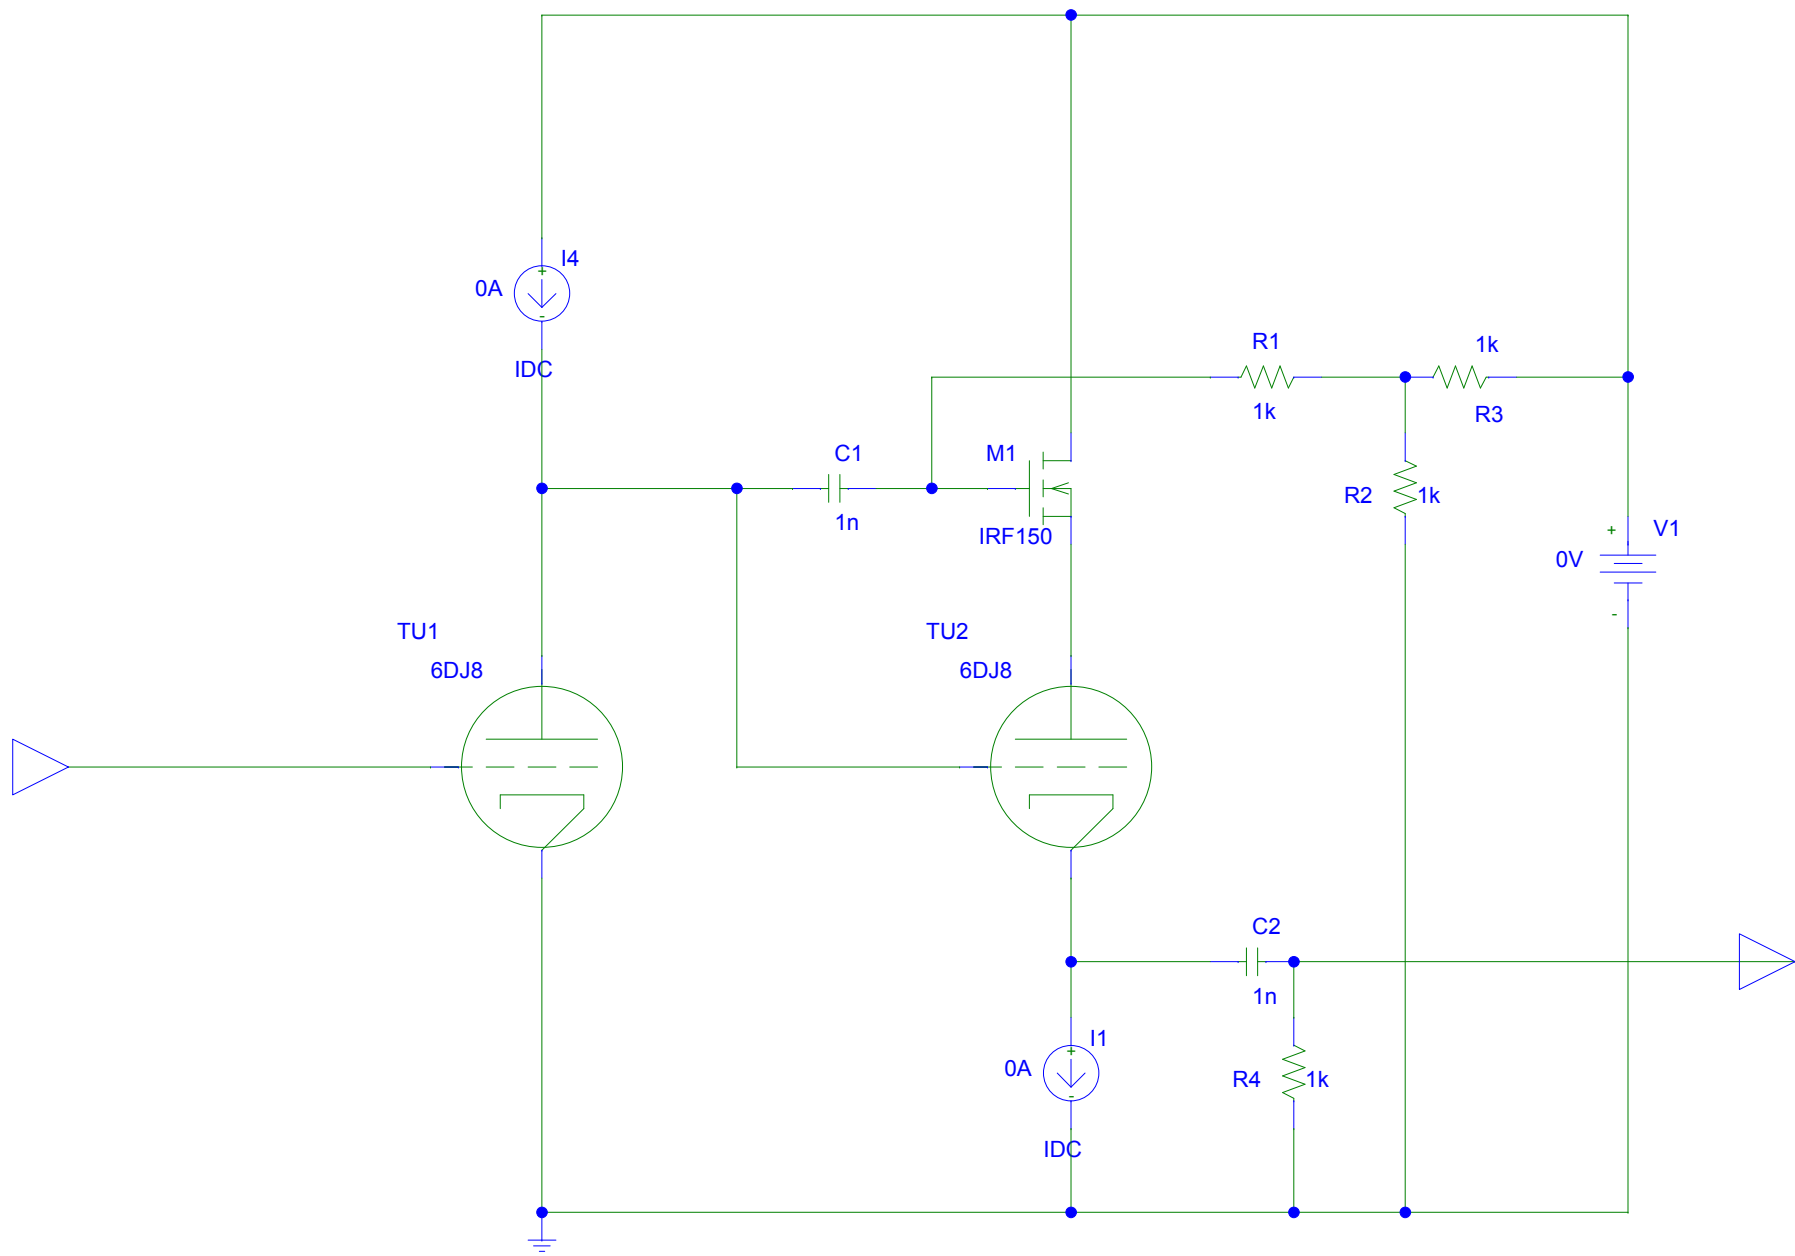 I4
+
0A
-
IDC
R1
1k
1k
R3
C1
1n
M1
IRF150
R2
1k
+
V1
0V
-
TU1
6DJ8
TU2
6DJ8
C2
1n
I1
+
0A
-
IDC
R4
1k